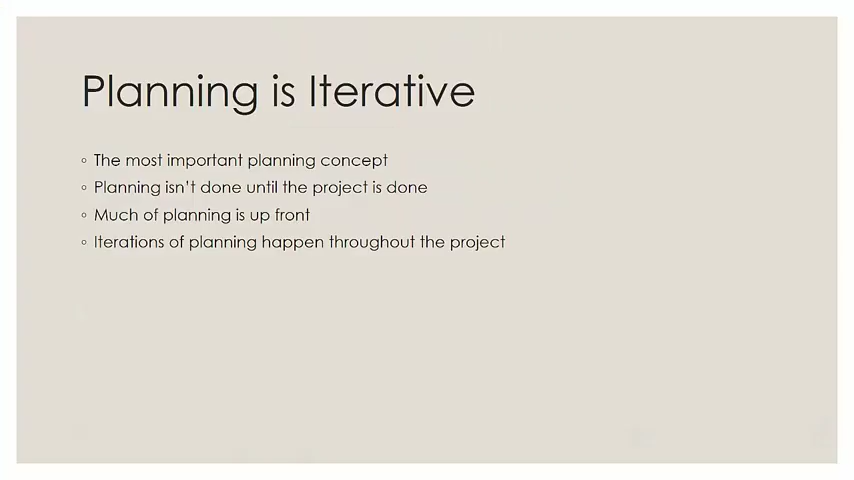 Planning is Iterative
◦ The most important planning concept
◦ Planning isn't done until the project is done
◦ Much of planning is up front
◦ Iterations of planning happen throughout the project